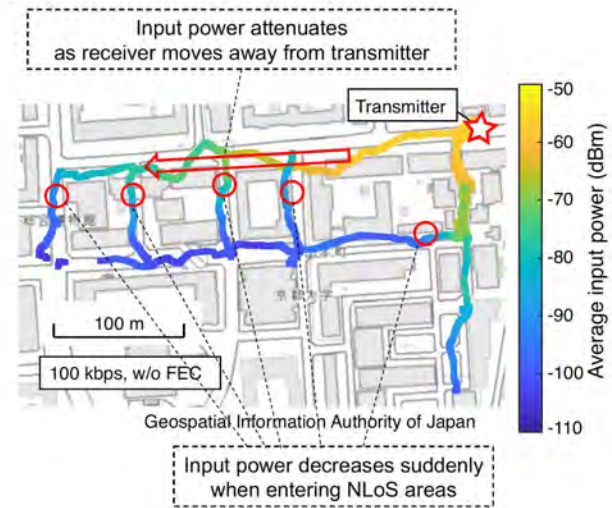 Input power attenuates
as receiver moves away from transmitter
Transmitter
-50
-60
-70
-80
-90
-100
-110
Average input power (dBm)
100 m
100 kbps, w/o FEC
Geospatial Information Authority of Japan
Input power decreases suddenly
when entering NLoS areas